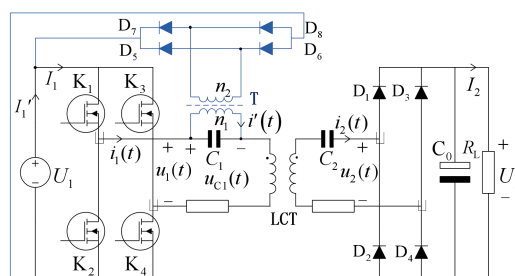 D7
D8
D5
D6
I1
K1
K3
n2
T
D1
D3
I2
I1′
n1
i′(t)
i1(t)
i2(t)
+
+
−
+
+
C1
C2
C0
RL
U1
u1(t)
uC1(t)
u2(t)
U
−
−
−
LCT
K2
K4
D2
D4